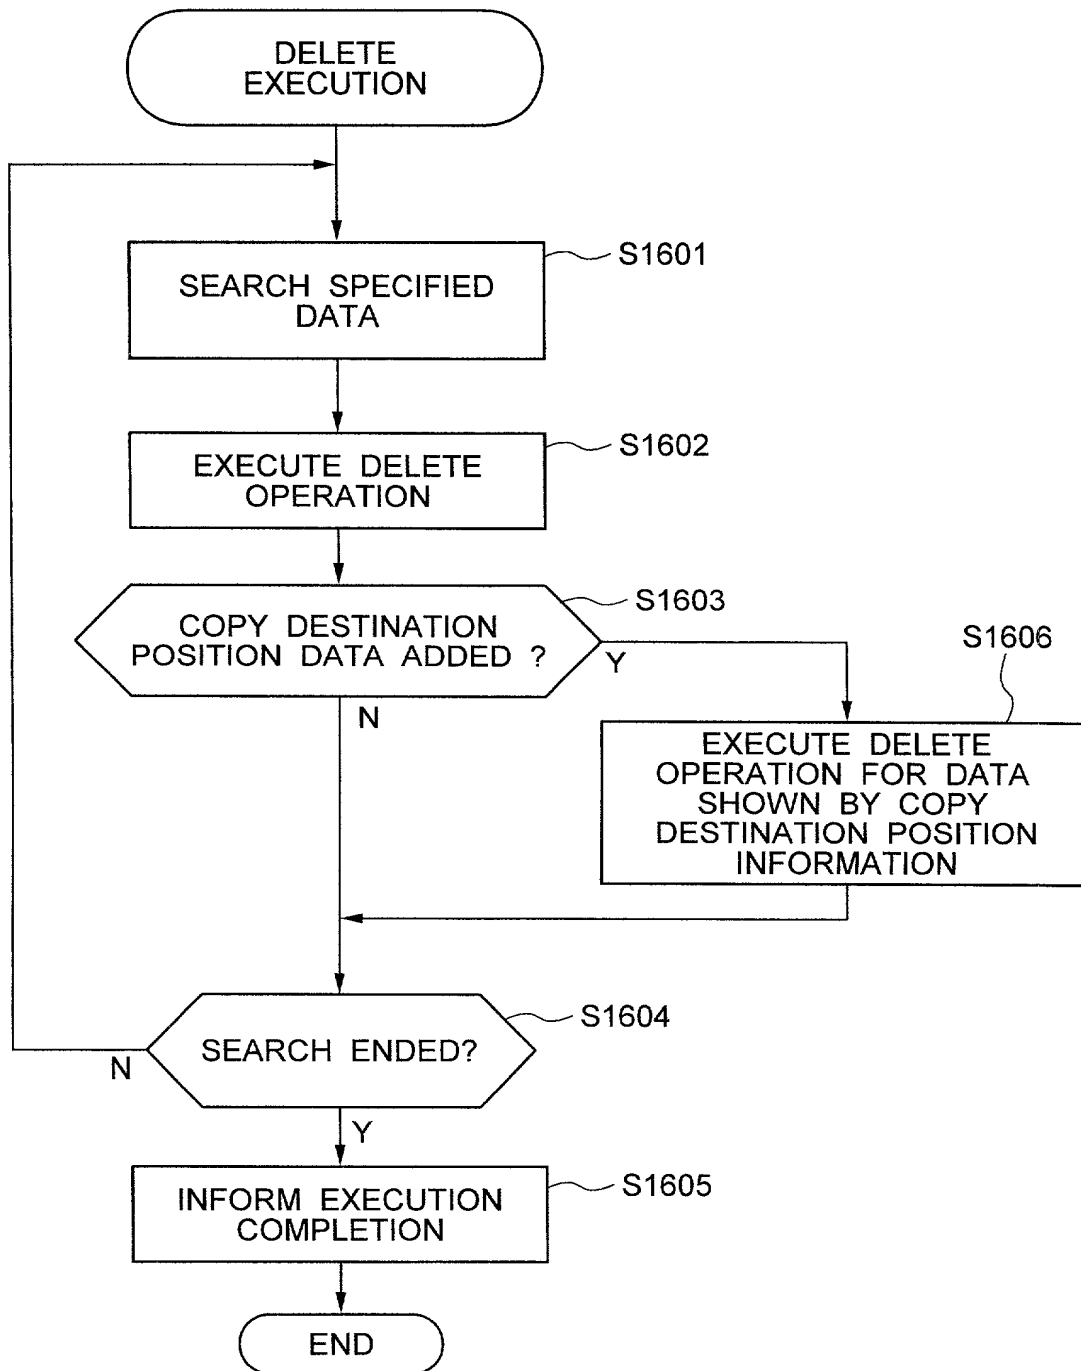 DELETE
EXECUTION
S1601
SEARCH SPECIFIED
DATA
S1602
EXECUTE DELETE
OPERATION
S1603
COPY DESTINATION
POSITION DATA ADDED ?
Y
N
S1606
EXECUTE DELETE
OPERATION FOR DATA
SHOWN BY COPY
DESTINATION POSITION
INFORMATION
S1604
SEARCH ENDED?
N
Y
S1605
INFORM EXECUTION
COMPLETION
END